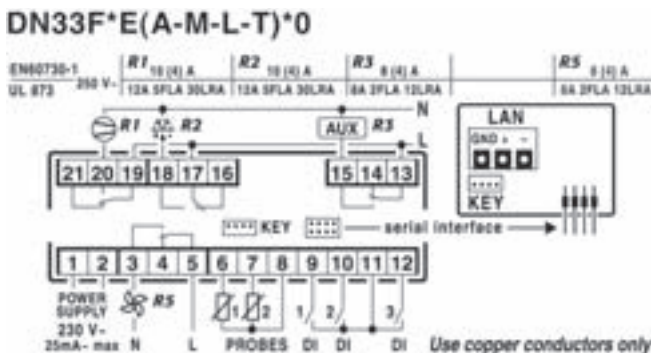 DN33F*E(A-M-L-T)*0
EN60730-1 R1 10 (4) A R2 10 (4) A R3 8 (4) A R5 6 (4) A
UL 873 250 V~ 12A 5FLA 30LRA 12A 5FLA 30LRA 8A 2FLA 12LRA 6A 2FLA 12LRA
N
R1 R2 AUX R3
L
21 20 19 18 17 16 15 14 13
LAN
GND + -
KEY
KEY serial interface
1 2 3 4 5 6 7 8 9 10 11 12
POWER SUPPLY
230 V~
25mA~ max
R5
N L
1 2
PROBES
1 2 3
DI DI DI
Use copper conductors only